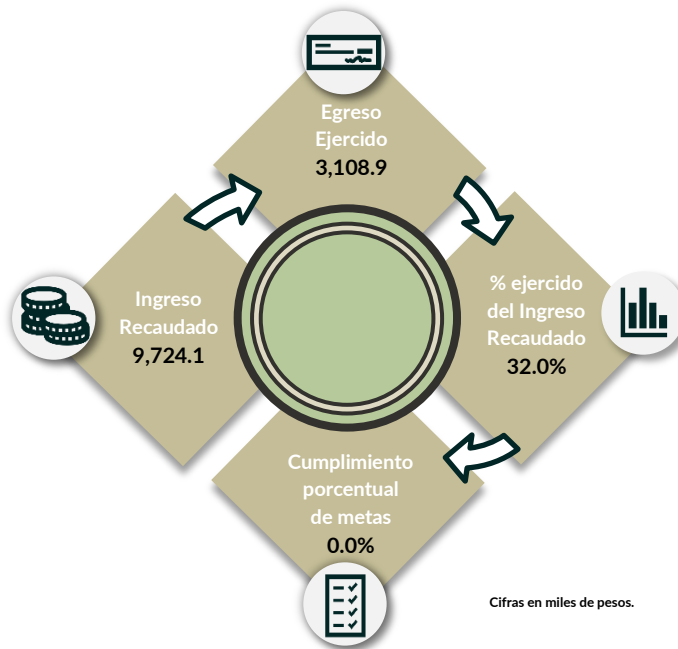 Egreso
Ejercido
3,108.9
Ingreso
Recaudado
9,724.1
% ejercido
del Ingreso
Recaudado
32.0%
Cumplimiento
porcentual
de metas
0.0%
Cifras en miles de pesos.